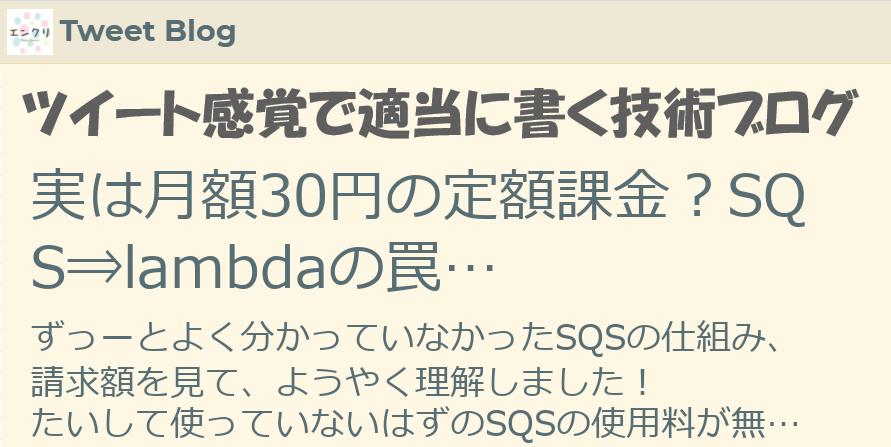 エンクリ
Tweet Blog
ツイート感覚で適当に書く技術ブログ
実は月額30円の定額課金？SQ
S⇒lambdaの罠…
ずっーとよく分かっていなかったSQSの仕組み、
請求額を見て、ようやく理解しました！
たいして使っていないはずのSQSの使用料が無…